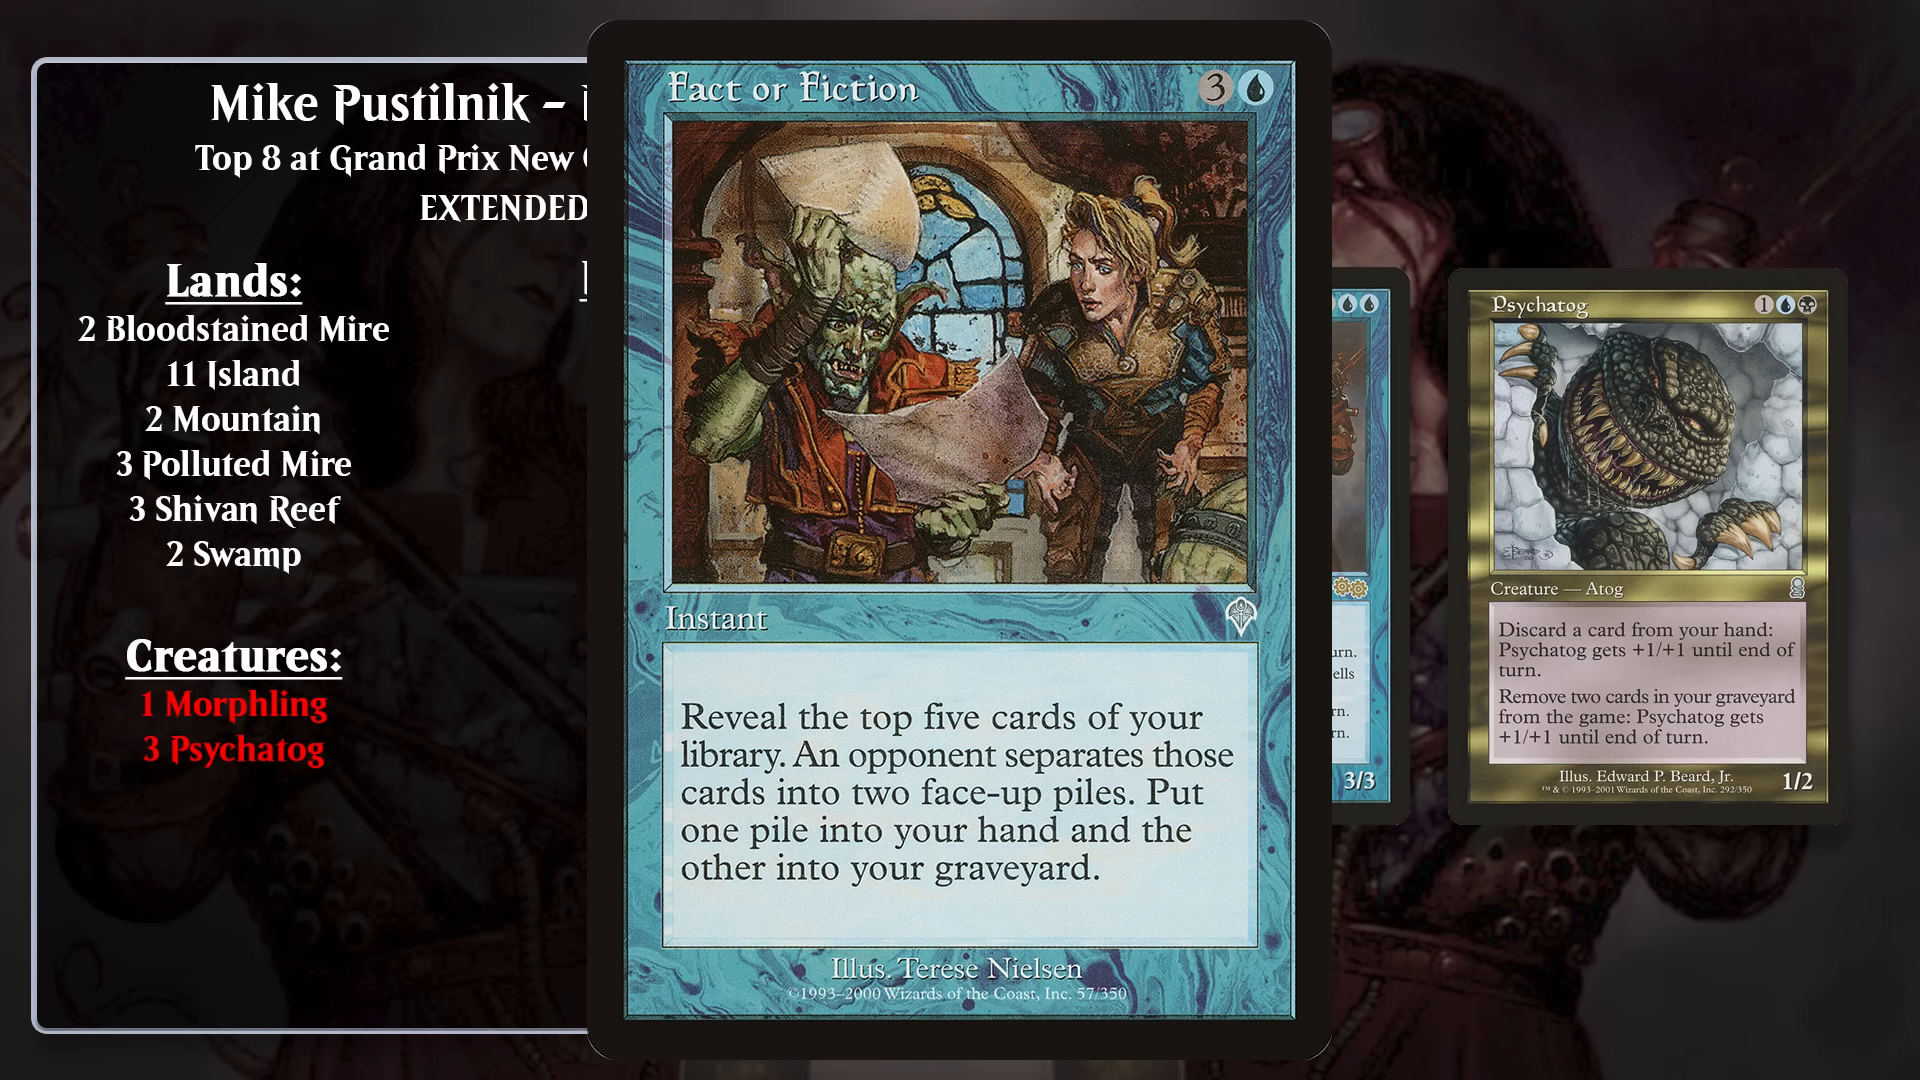 Mike Pustilnik -
Top 8 at Grand Prix New
EXTENDED
Lands:
2 Bloodstained Mire
11 Island
2 Mountain
3 Polluted Mire
3 Shivan Reef
2 Swamp
Creatures:
1 Morphling
3 Psychatog
Fact or Fiction
3
Instant
Reveal the top five cards of your
library. An opponent separates those
cards into two face-up piles. Put
one pile into your hand and the
other into your graveyard.
Illus. Terese Nielsen
©1993–2000 Wizards of the Coast, Inc. 57/350
urn.
ells
rn.
rn.
3/3
Psychatog
1
Creature — Atog
Discard a card from your hand:
Psychatog gets +1/+1 until end of
turn.
Remove two cards in your graveyard
from the game: Psychatog gets
+1/+1 until end of turn.
Illus. Edward P. Beard, Jr.
™ & © 1993–2001 Wizards of the Coast, Inc. 292/350
1/2